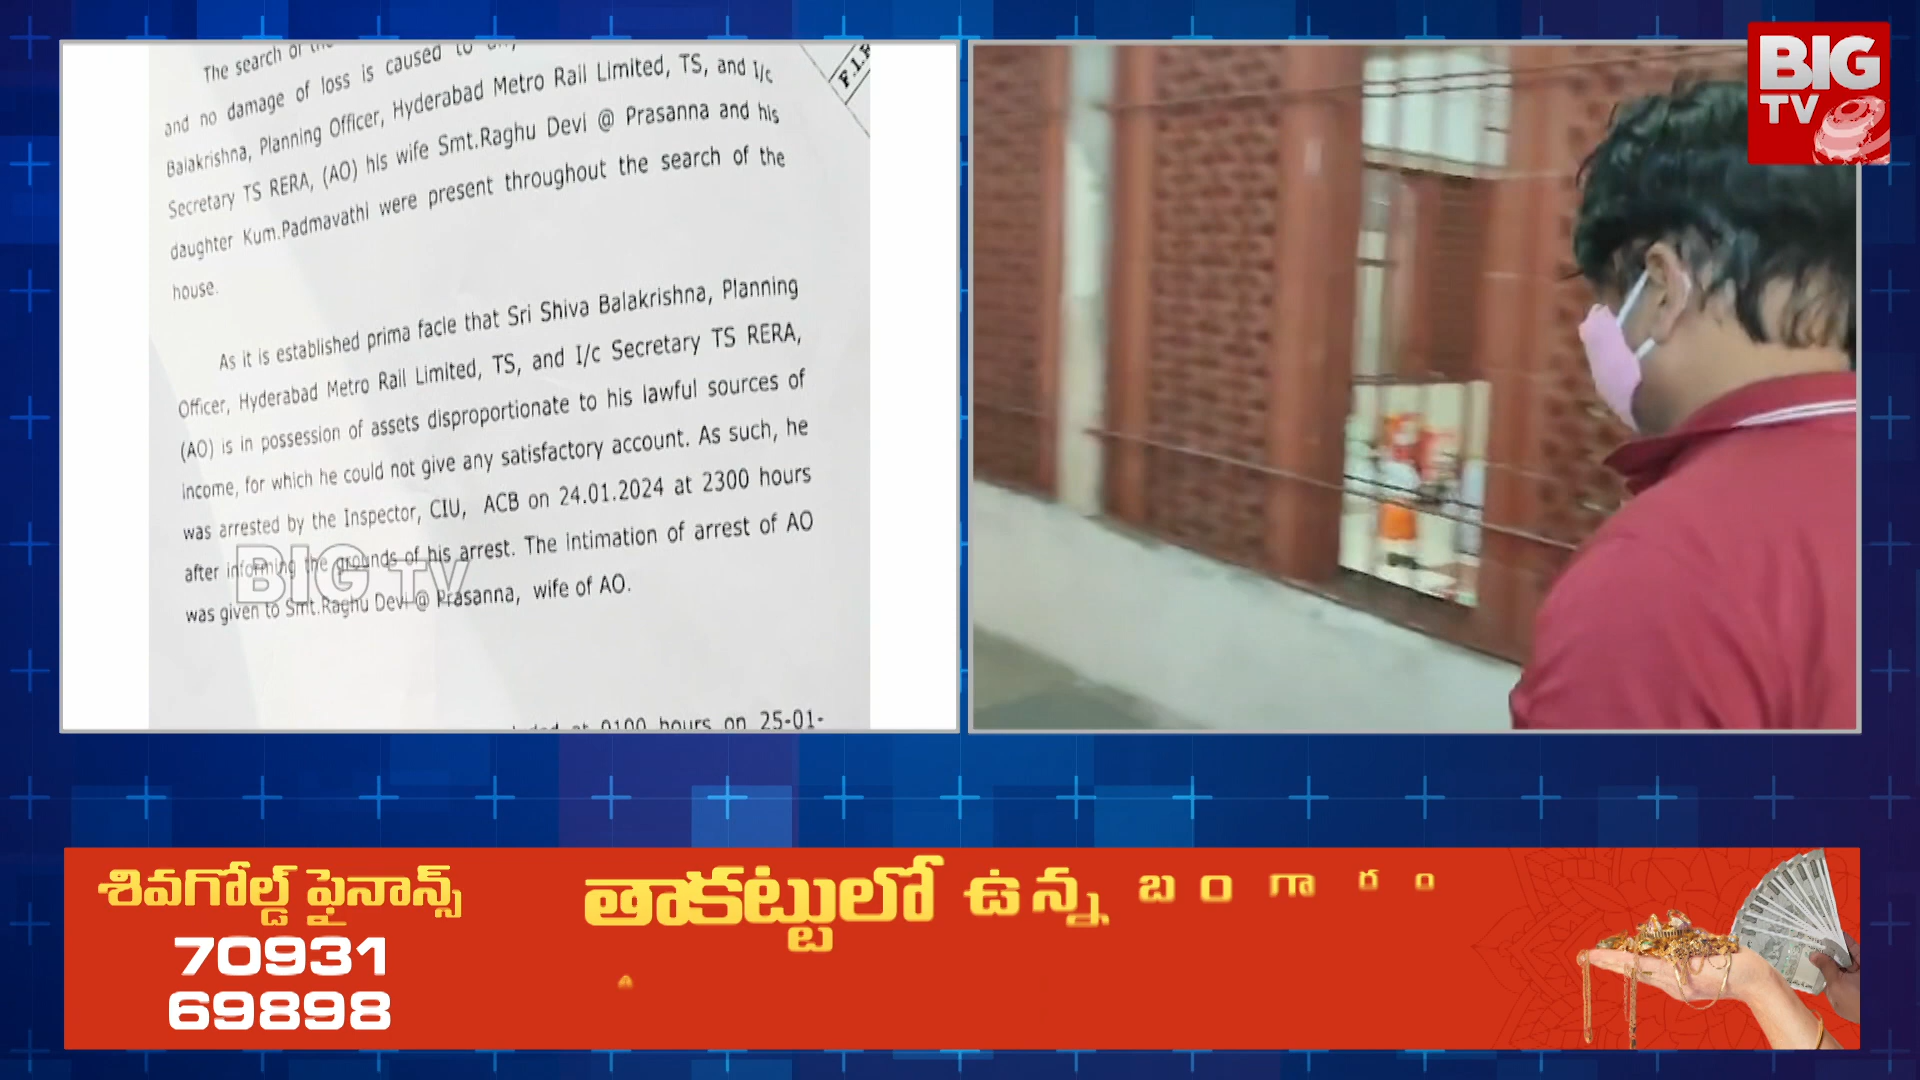 The search of the
and no damage of loss is caused to any
Balakrishna, Planning Officer, Hyderabad Metro Rail Limited, TS, and I/c
Secretary TS RERA, (AO) his wife Smt.Raghu Devi @ Prasanna and his
daughter Kum.Padmavathi were present throughout the search of the
house.
As it is established prima facie that Sri Shiva Balakrishna, Planning
Officer, Hyderabad Metro Rail Limited, TS, and I/c Secretary TS RERA,
(AO) is in possession of assets disproportionate to his lawful sources of
income, for which he could not give any satisfactory account. As such, he
was arrested by the Inspector, CIU, ACB on 24.01.2024 at 2300 hours
after informing the grounds of his arrest. The intimation of arrest of AO
was given to Smt.Raghu Devi @ Prasanna, wife of AO.
at 0100 hours on 25-01-
BIG TV
BIG
TV
శివగోల్డ్ ఫైనాన్స్
70931
69898
తాకట్టులో ఉన్న బంగారం